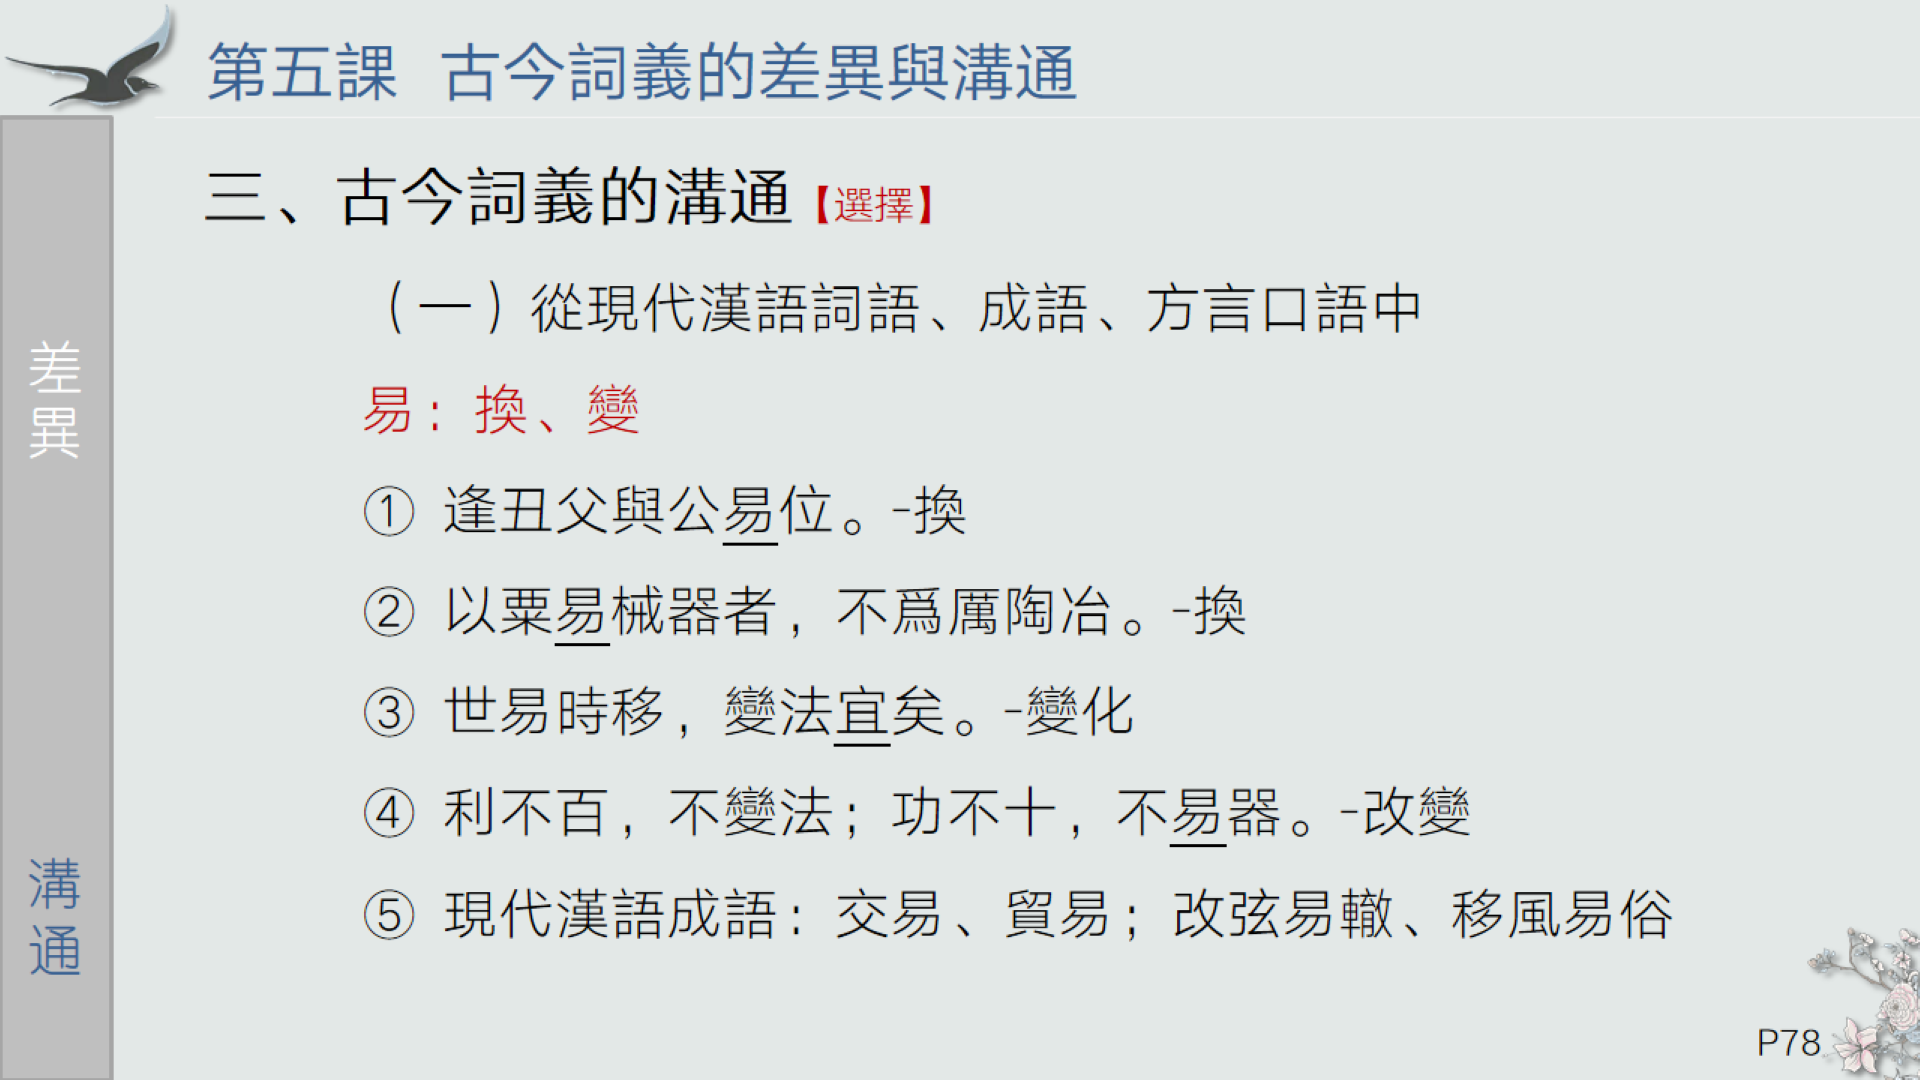 第五課 古今詞義的差異與溝通
差異
溝通
三、古今詞義的溝通【選擇】
（一）從現代漢語詞語、成語、方言口語中
易：換、變
① 逢丑父與公易位。-換
② 以粟易械器者，不爲厲陶冶。-換
③ 世易時移，變法宜矣。-變化
④ 利不百，不變法；功不十，不易器。-改變
⑤ 現代漢語成語：交易、貿易；改弦易轍、移風易俗
P78